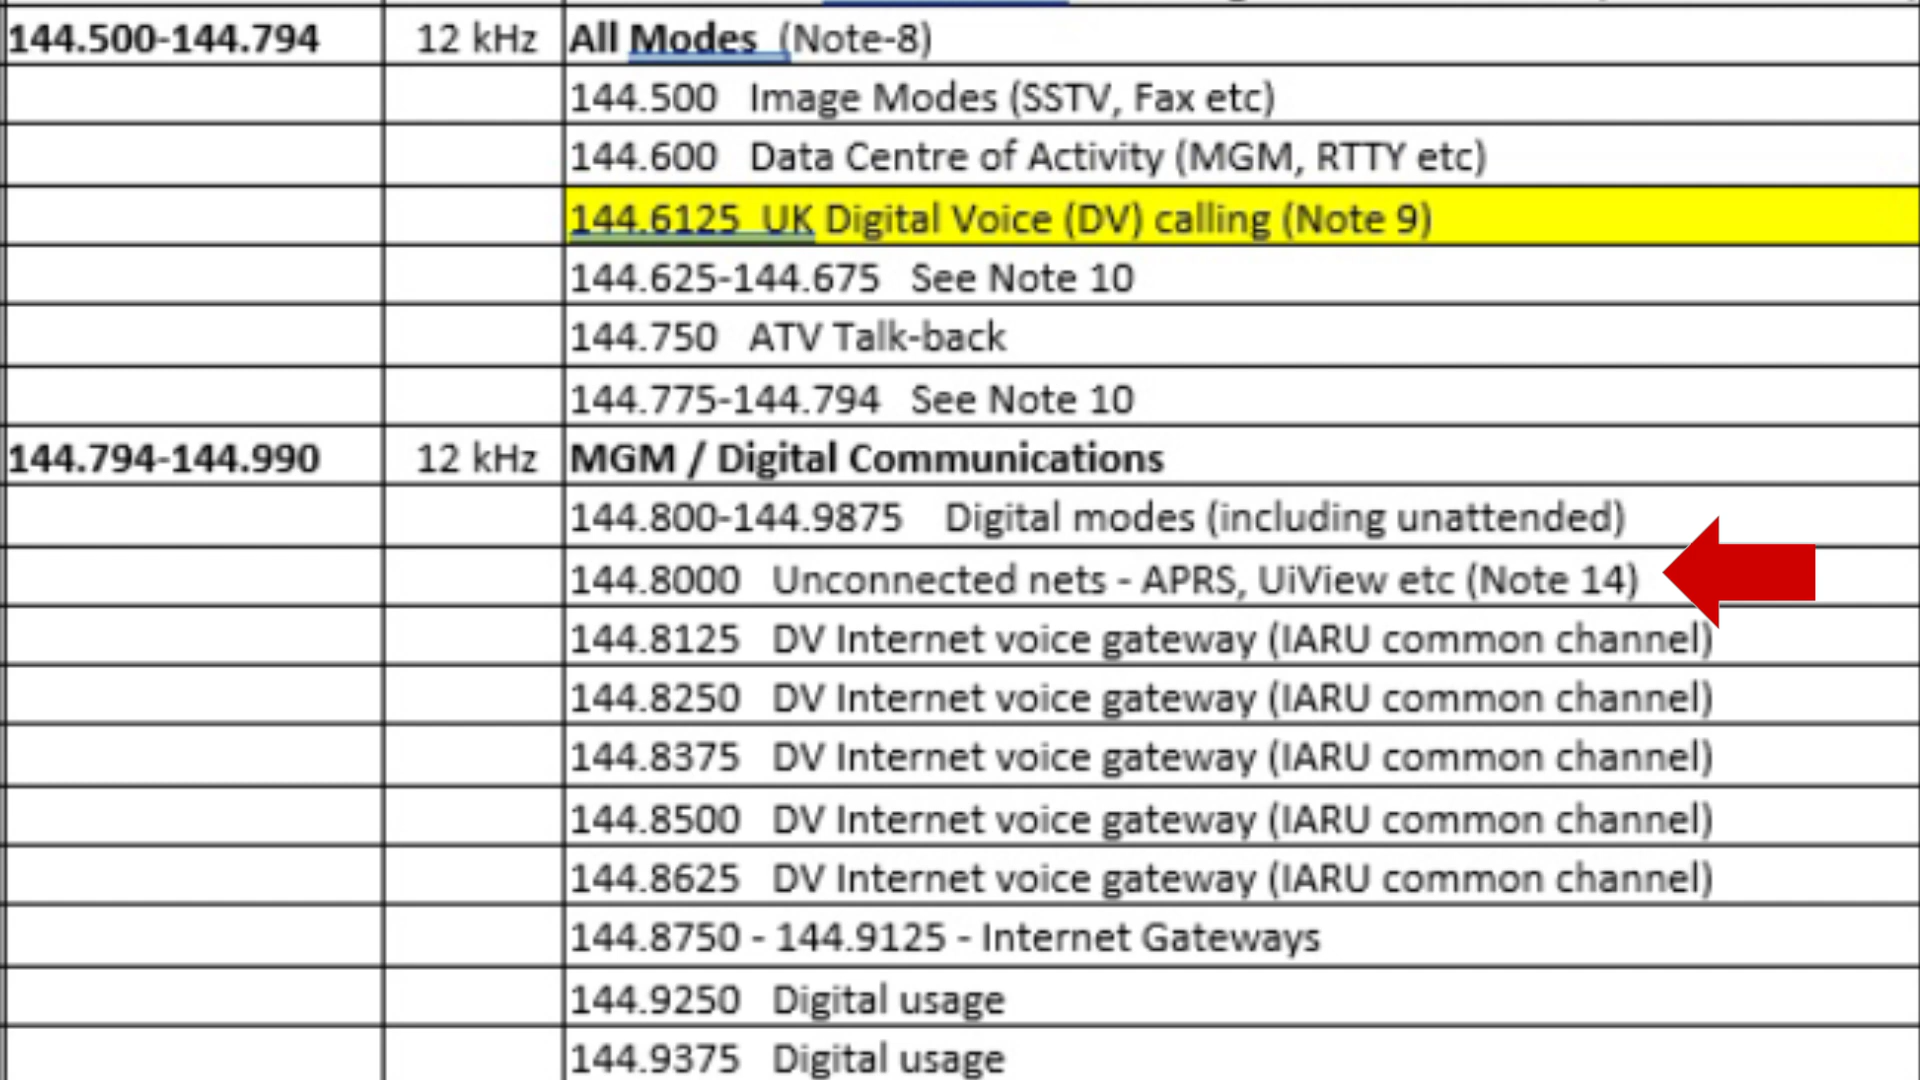 144.500-144.794 12 kHz All Modes (Note-8)
144.500 Image Modes (SSTV, Fax etc)
144.600 Data Centre of Activity (MGM, RTTY etc)
144.6125 UK Digital Voice (DV) calling (Note 9)
144.625-144.675 See Note 10
144.750 ATV Talk-back
144.775-144.794 See Note 10
144.794-144.990 12 kHz MGM / Digital Communications
144.800-144.9875 Digital modes (including unattended)
144.8000 Unconnected nets - APRS, UiView etc (Note 14)
144.8125 DV Internet voice gateway (IARU common channel)
144.8250 DV Internet voice gateway (IARU common channel)
144.8375 DV Internet voice gateway (IARU common channel)
144.8500 DV Internet voice gateway (IARU common channel)
144.8625 DV Internet voice gateway (IARU common channel)
144.8750 - 144.9125 - Internet Gateways
144.9250 Digital usage
144.9375 Digital usage